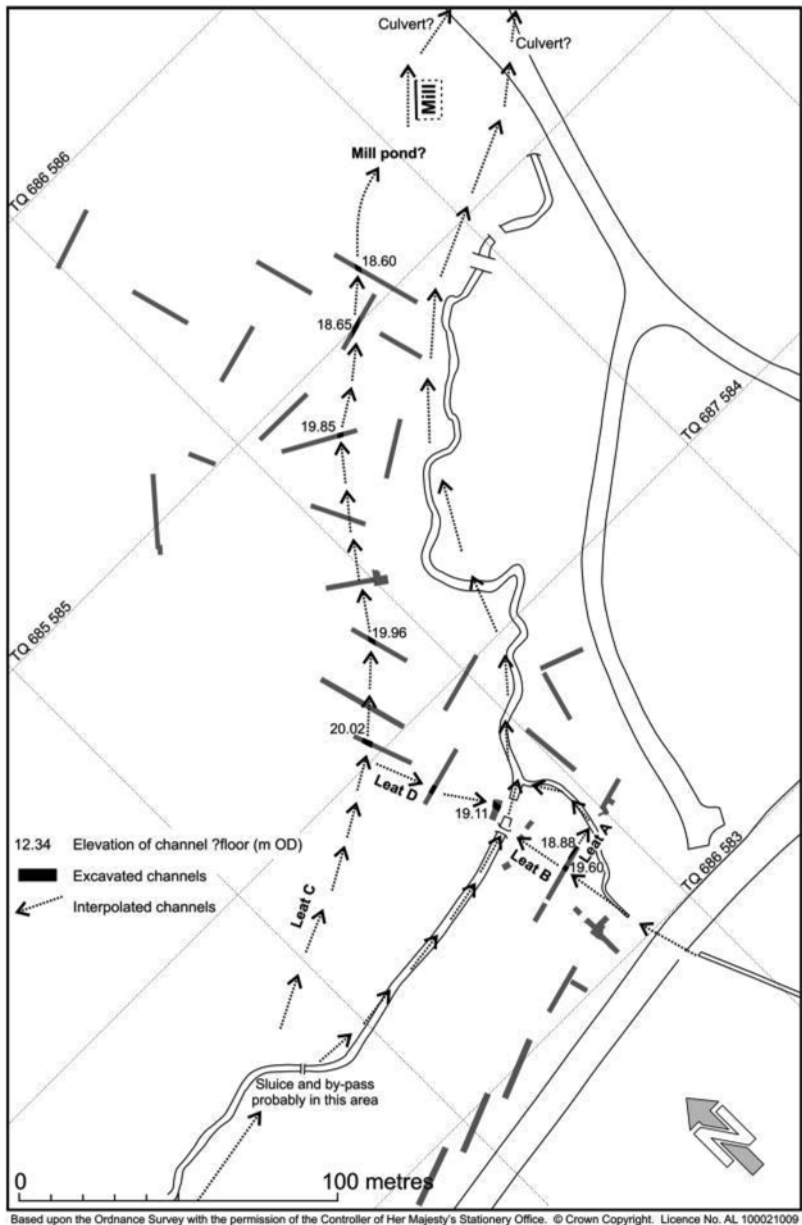 Culvert?
Culvert?
Mill
Mill pond?
TQ 686 586
18.60
18.65
TQ 687 584
19.85
TQ 685 585
19.96
20.02
Leat D
19.11
Leat A
18.88
Leat B
19.60
TQ 686 583
12.34 Elevation of channel ?floor (m OD)
Excavated channels
Interpolated channels
Leat C
Sluice and by-pass
probably in this area
N
0 100 metres
Based upon the Ordnance Survey with the permission of the Controller of Her Majesty's Stationery Office. © Crown Copyright. Licence No. AL 100021009